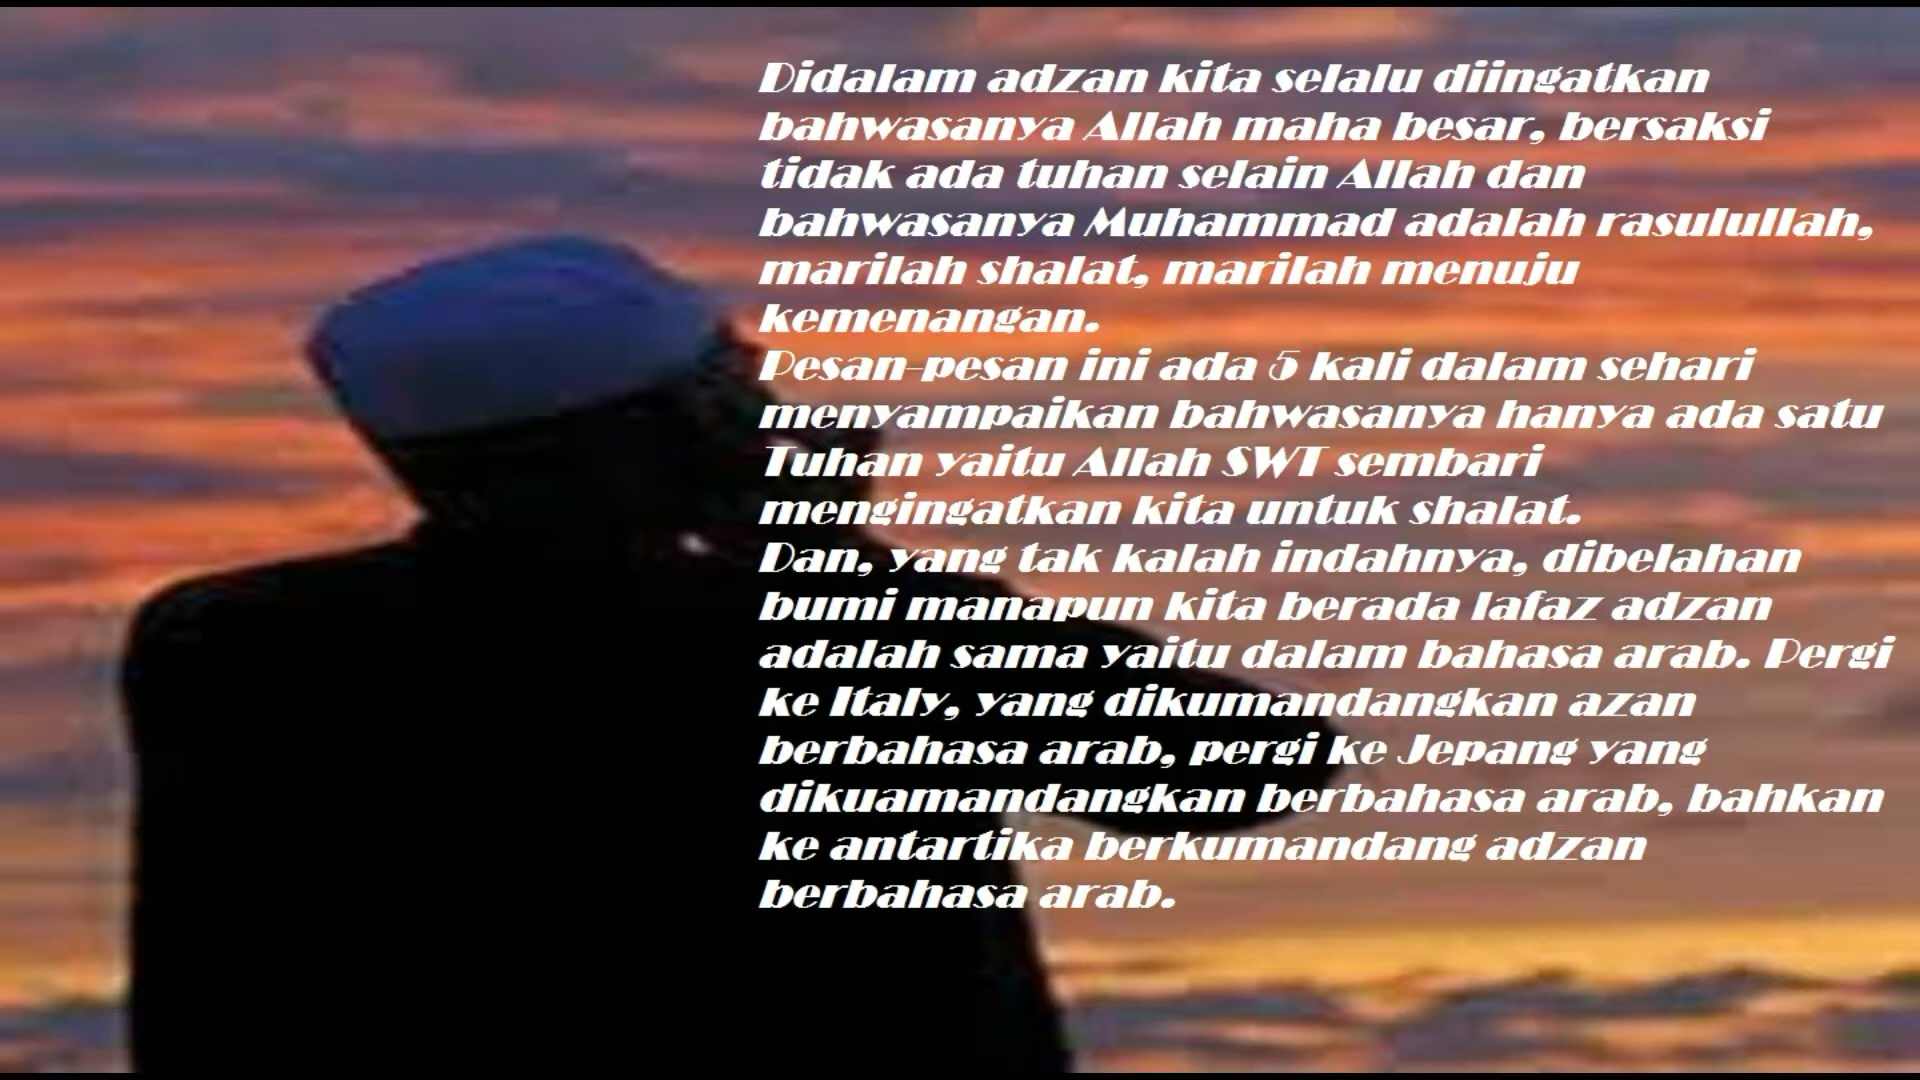 Didalam adzan kita selalu diingatkan
bahwasanya Allah maha besar, bersaksi
tidak ada tuhan selain Allah dan
bahwasanya Muhammad adalah rasulullah,
marilah shalat, marilah menuju
kemenangan.
Pesan-pesan ini ada 5 kali dalam sehari
menyampaikan bahwasanya hanya ada satu
Tuhan yaitu Allah SWT sembari
mengingatkan kita untuk shalat.
Dan, yang tak kalah indahnya, dibelahan
bumi manapun kita berada lafaz adzan
adalah sama yaitu dalam bahasa arab. Pergi
ke Italy, yang dikumandangkan azan
berbahasa arab, pergi ke Jepang yang
dikuamandangkan berbahasa arab, bahkan
ke antartika berkumandang adzan
berbahasa arab.